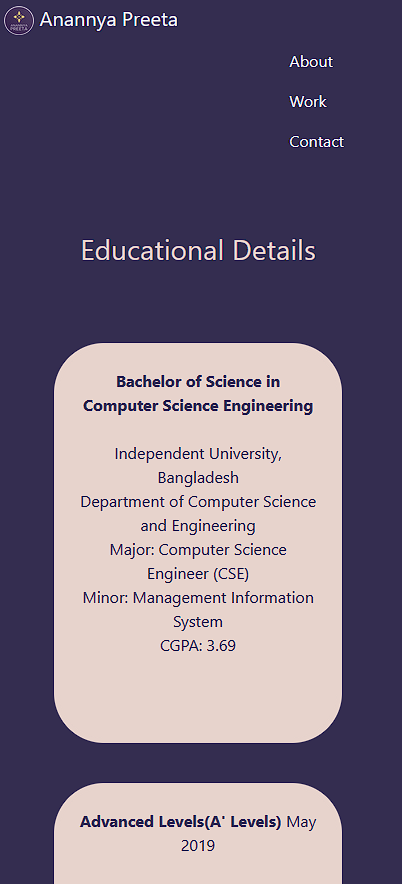 Anannya Preeta
About
Work
Contact
Educational Details
Bachelor of Science in
Computer Science Engineering
Independent University,
Bangladesh
Department of Computer Science
and Engineering
Major: Computer Science
Engineer (CSE)
Minor: Management Information
System
CGPA: 3.69
Advanced Levels(A' Levels) May
2019